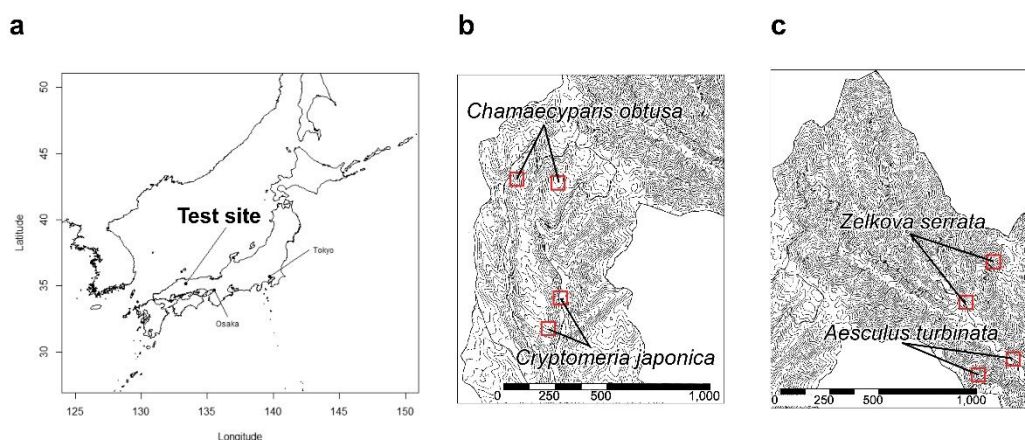 a
b
c
50
45
40
35
30
Latitude
Test site
Tokyo
Osaka
125
130
135
140
145
150
Longitude
Chamaecyparis obtusa
Cryptomeria japonica
0
250
500
1,000
Zelkova serrata
Aesculus turbinata
0
250
500
1,000